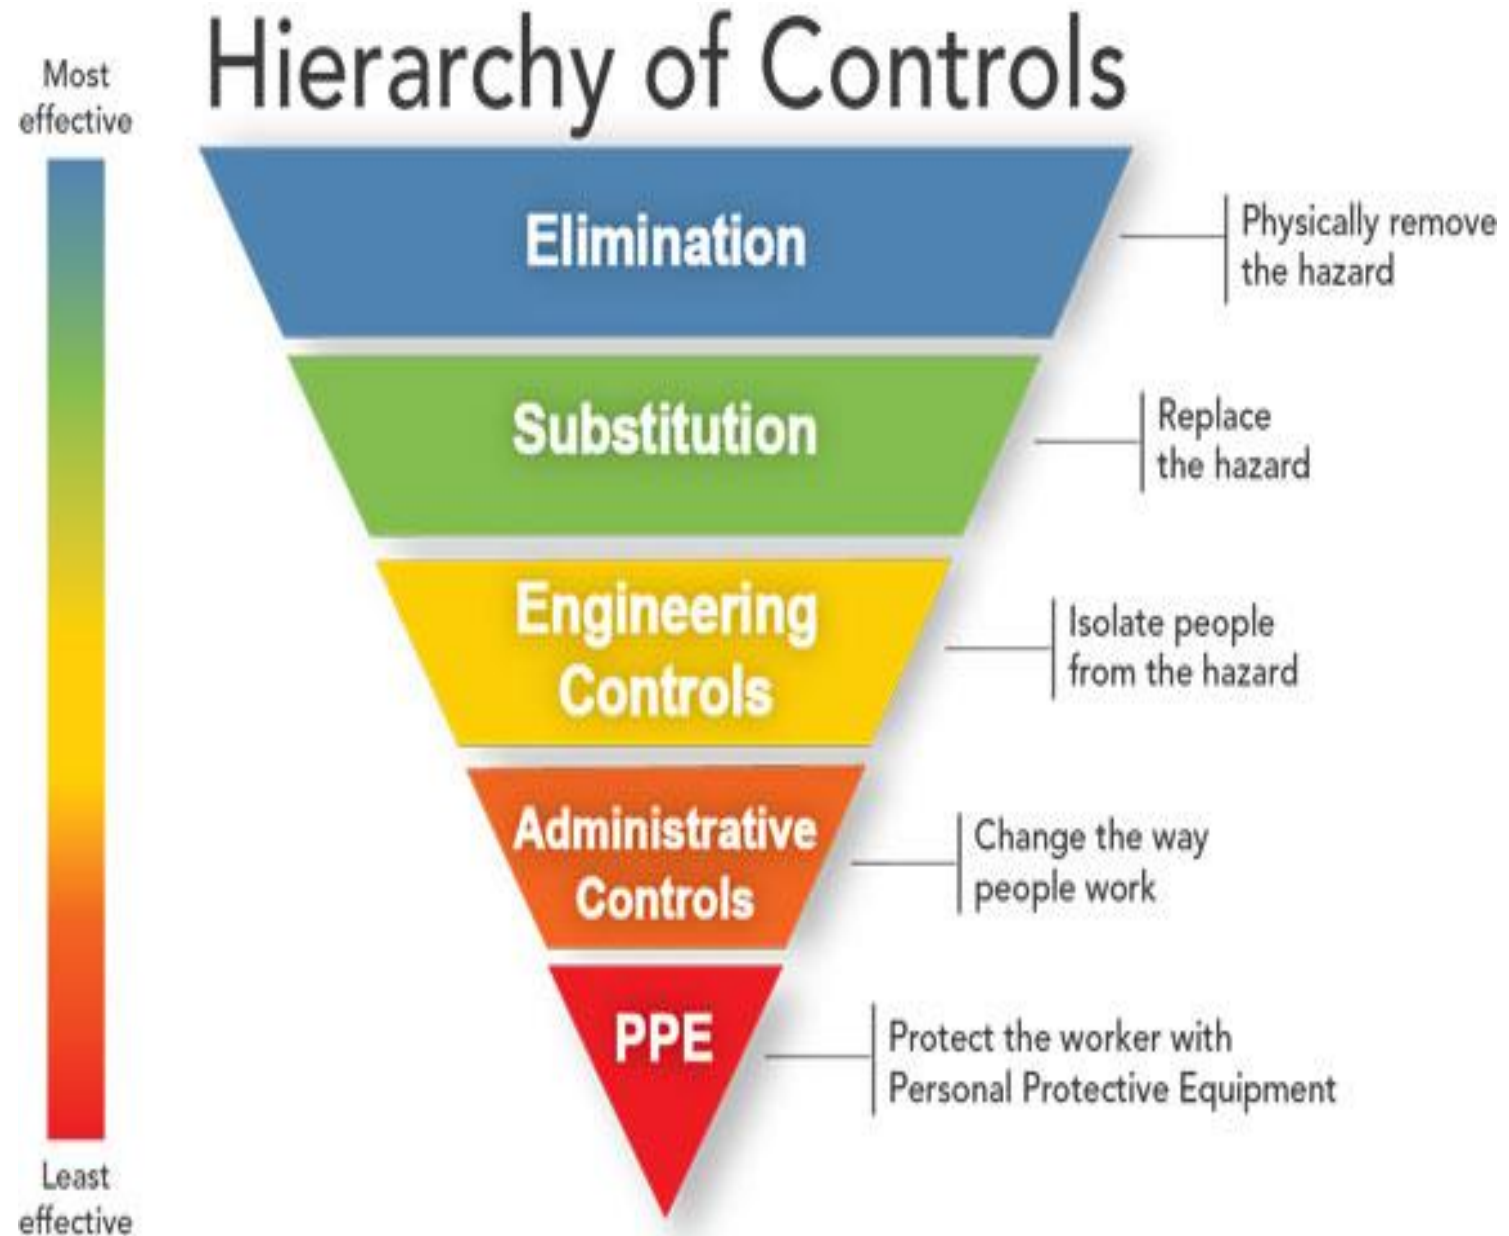 Hierarchy of Controls
Most
effective
Elimination
Physically remove
the hazard
Substitution
Replace
the hazard
Engineering
Controls
Isolate people
from the hazard
Administrative
Controls
Change the way
people work
PPE
Protect the worker with
Personal Protective Equipment
Least
effective